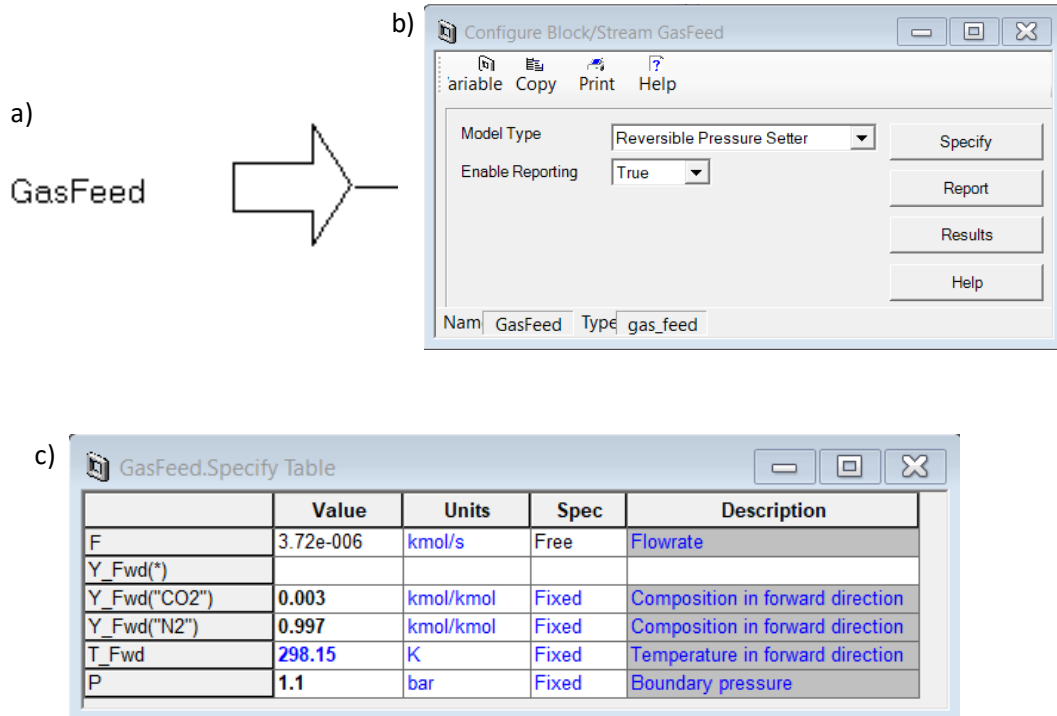 a)
GasFeed
b)
Configure Block/Stream GasFeed
ariable Copy Print Help
Model Type Reversible Pressure Setter Specify
Enable Reporting True Report
Results
Help
Nam GasFeed Type gas_feed
c)
GasFeed.Specify Table
Value Units Spec Description
F 3.72e-006 kmol/s Free Flowrate
Y_Fwd(*)
Y_Fwd("CO2") 0.003 kmol/kmol Fixed Composition in forward direction
Y_Fwd("N2") 0.997 kmol/kmol Fixed Composition in forward direction
T_Fwd 298.15 K Fixed Temperature in forward direction
P 1.1 bar Fixed Boundary pressure